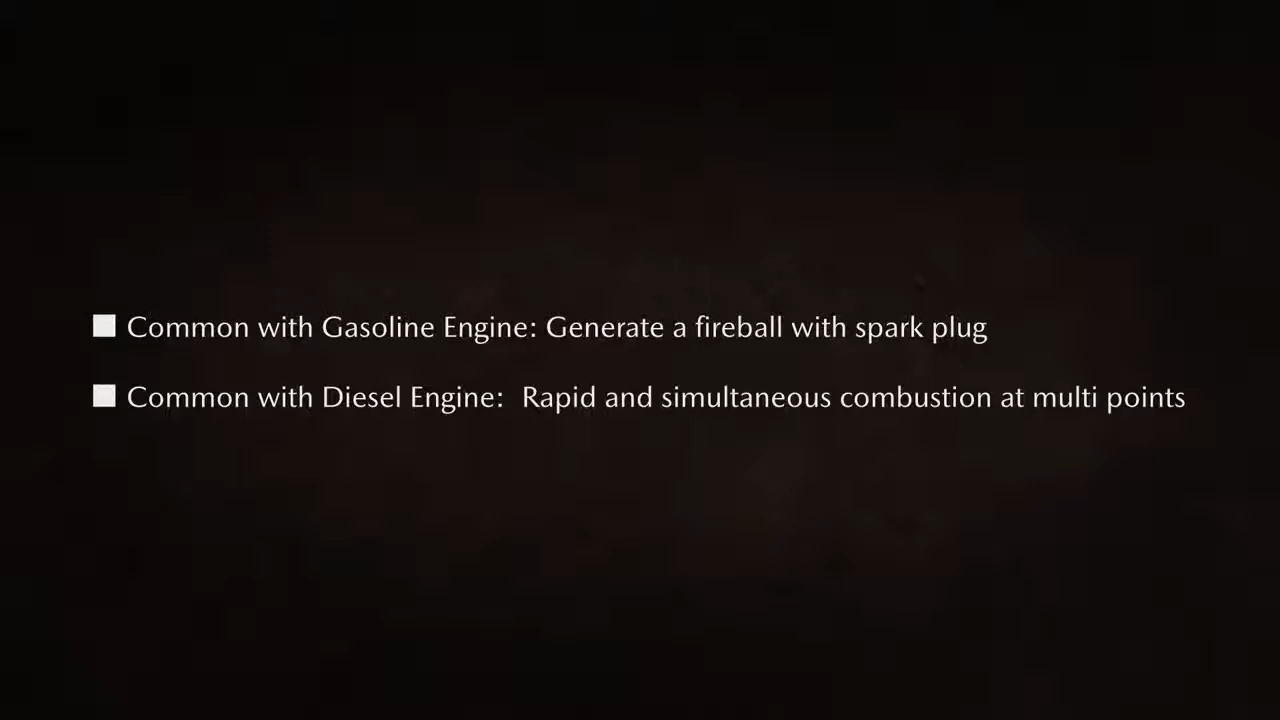 ■ Common with Gasoline Engine: Generate a fireball with spark plug
■ Common with Diesel Engine: Rapid and simultaneous combustion at multi points